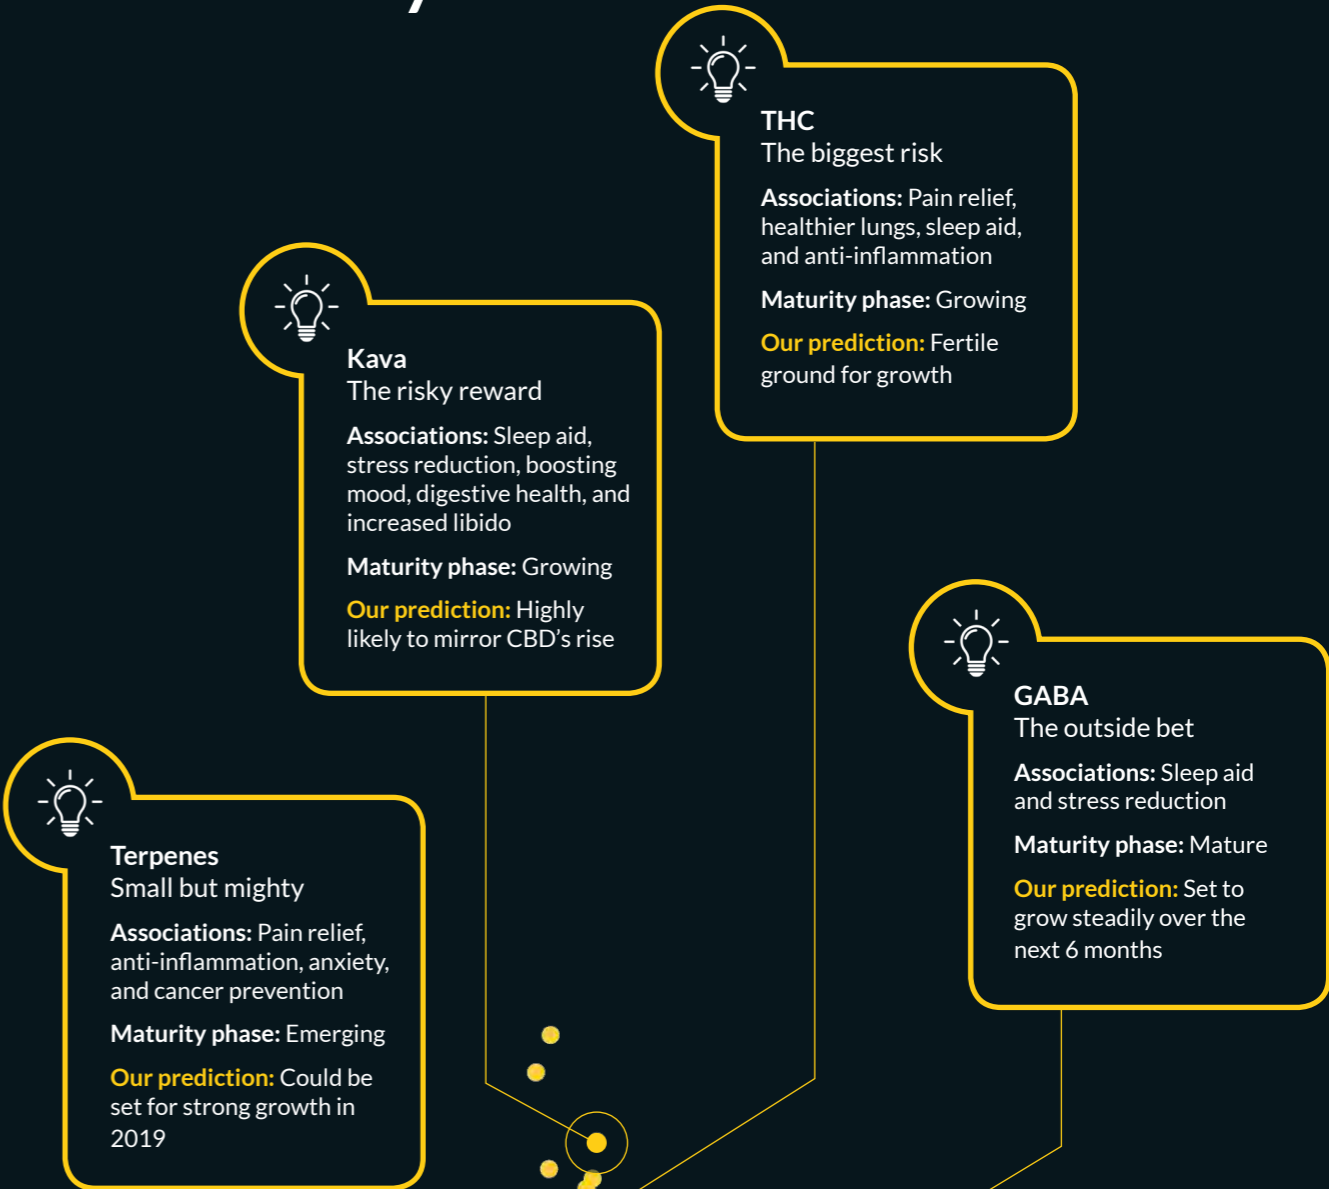 THC
The biggest risk
Associations: Pain relief,
healthier lungs, sleep aid,
and anti-inflammation
Maturity phase: Growing
Our prediction: Fertile
ground for growth
Kava
The risky reward
Associations: Sleep aid,
stress reduction, boosting
mood, digestive health, and
increased libido
Maturity phase: Growing
Our prediction: Highly
likely to mirror CBD’s rise
GABA
The outside bet
Associations: Sleep aid
and stress reduction
Maturity phase: Mature
Our prediction: Set to
grow steadily over the
next 6 months
Terpenes
Small but mighty
Associations: Pain relief,
anti-inflammation, anxiety,
and cancer prevention
Maturity phase: Emerging
Our prediction: Could be
set for strong growth in
2019